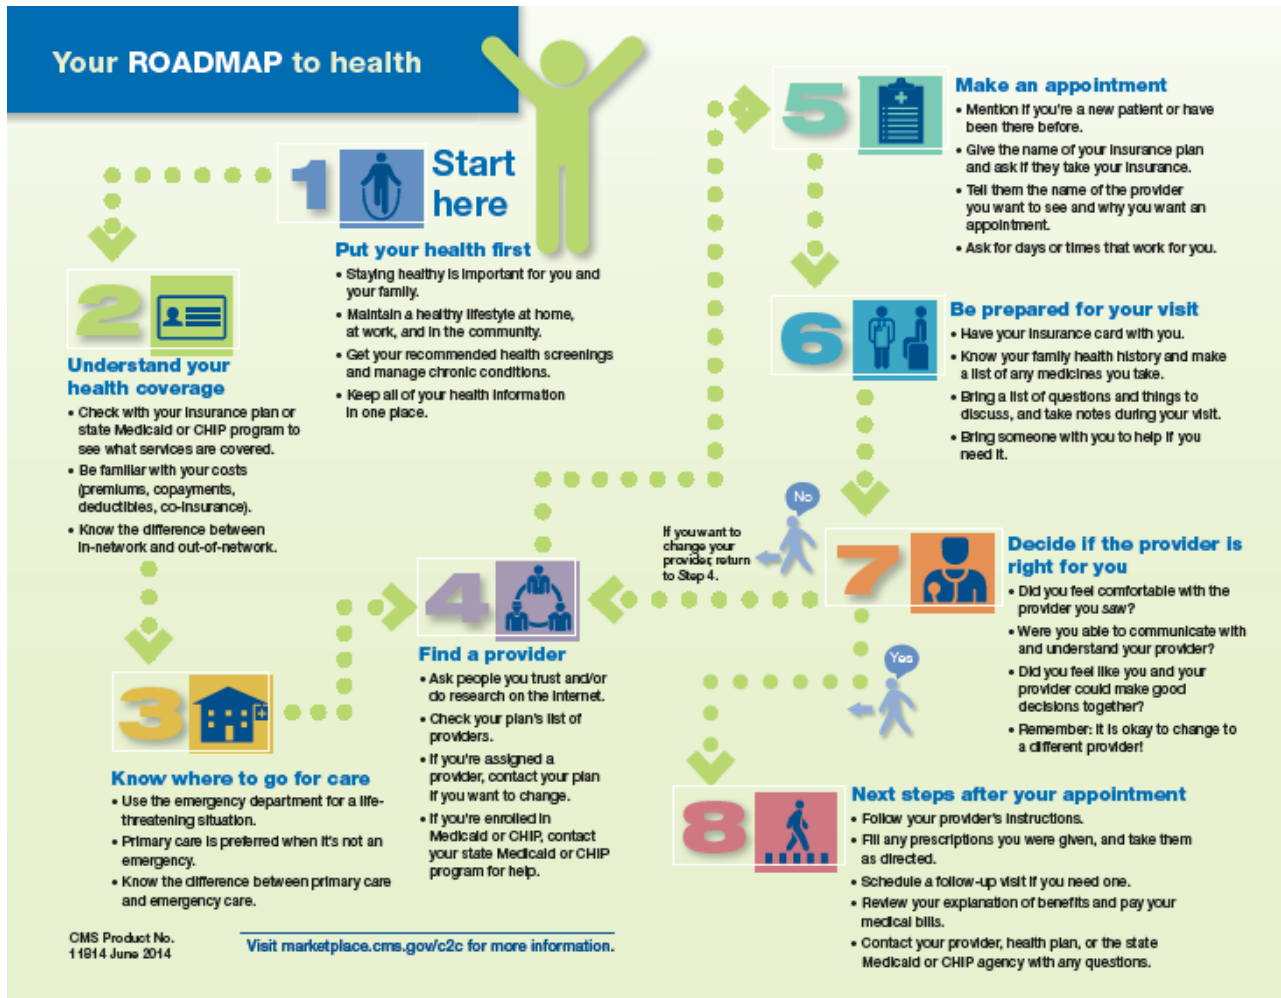 Your ROADMAP to health
1
Start
here
Put your health first
• Staying healthy is important for you and
your family.
• Maintain a healthy lifestyle at home,
at work, and in the community.
• Get your recommended health screenings
and manage chronic conditions.
• Keep all of your health information
in one place.
2
Understand your
health coverage
• Check with your insurance plan or
state Medicaid or CHIP program to
see what services are covered.
• Be familiar with your costs
(premiums, copayments,
deductibles, co-insurance).
• Know the difference between
in-network and out-of-network.
3
Know where to go for care
• Use the emergency department for a life-
threatening situation.
• Primary care is preferred when it's not an
emergency.
• Know the difference between primary care
and emergency care.
4
Find a provider
• Ask people you trust and/or
do research on the internet.
• Check your plan's list of
providers.
• If you're assigned a
provider, contact your plan
if you want to change.
• If you're enrolled in
Medicaid or CHIP, contact
your state Medicaid or CHIP
program for help.
5
Make an appointment
• Mention if you're a new patient or have
been there before.
• Give the name of your insurance plan
and ask if they take your insurance.
• Tell them the name of the provider
you want to see and why you want an
appointment.
• Ask for days or times that work for you.
6
Be prepared for your visit
• Have your insurance card with you.
• Know your family health history and make
a list of any medicines you take.
• Bring a list of questions and things to
discuss, and take notes during your visit.
• Bring someone with you to help if you
need it.
7
Decide if the provider is
right for you
• Did you feel comfortable with the
provider you saw?
• Were you able to communicate with
and understand your provider?
• Did you feel like you and your
provider could make good
decisions together?
• Remember: it is okay to change to
a different provider!
No
If you want to
change your
provider, return
to Step 4.
Yes
8
Next steps after your appointment
• Follow your provider's instructions.
• Fill any prescriptions you were given, and take them
as directed.
• Schedule a follow-up visit if you need one.
• Review your explanation of benefits and pay your
medical bills.
• Contact your provider, health plan, or the state
Medicaid or CHIP agency with any questions.
CMS Product No.
11814 June 2014
Visit marketplace.cms.gov/c2c for more information.